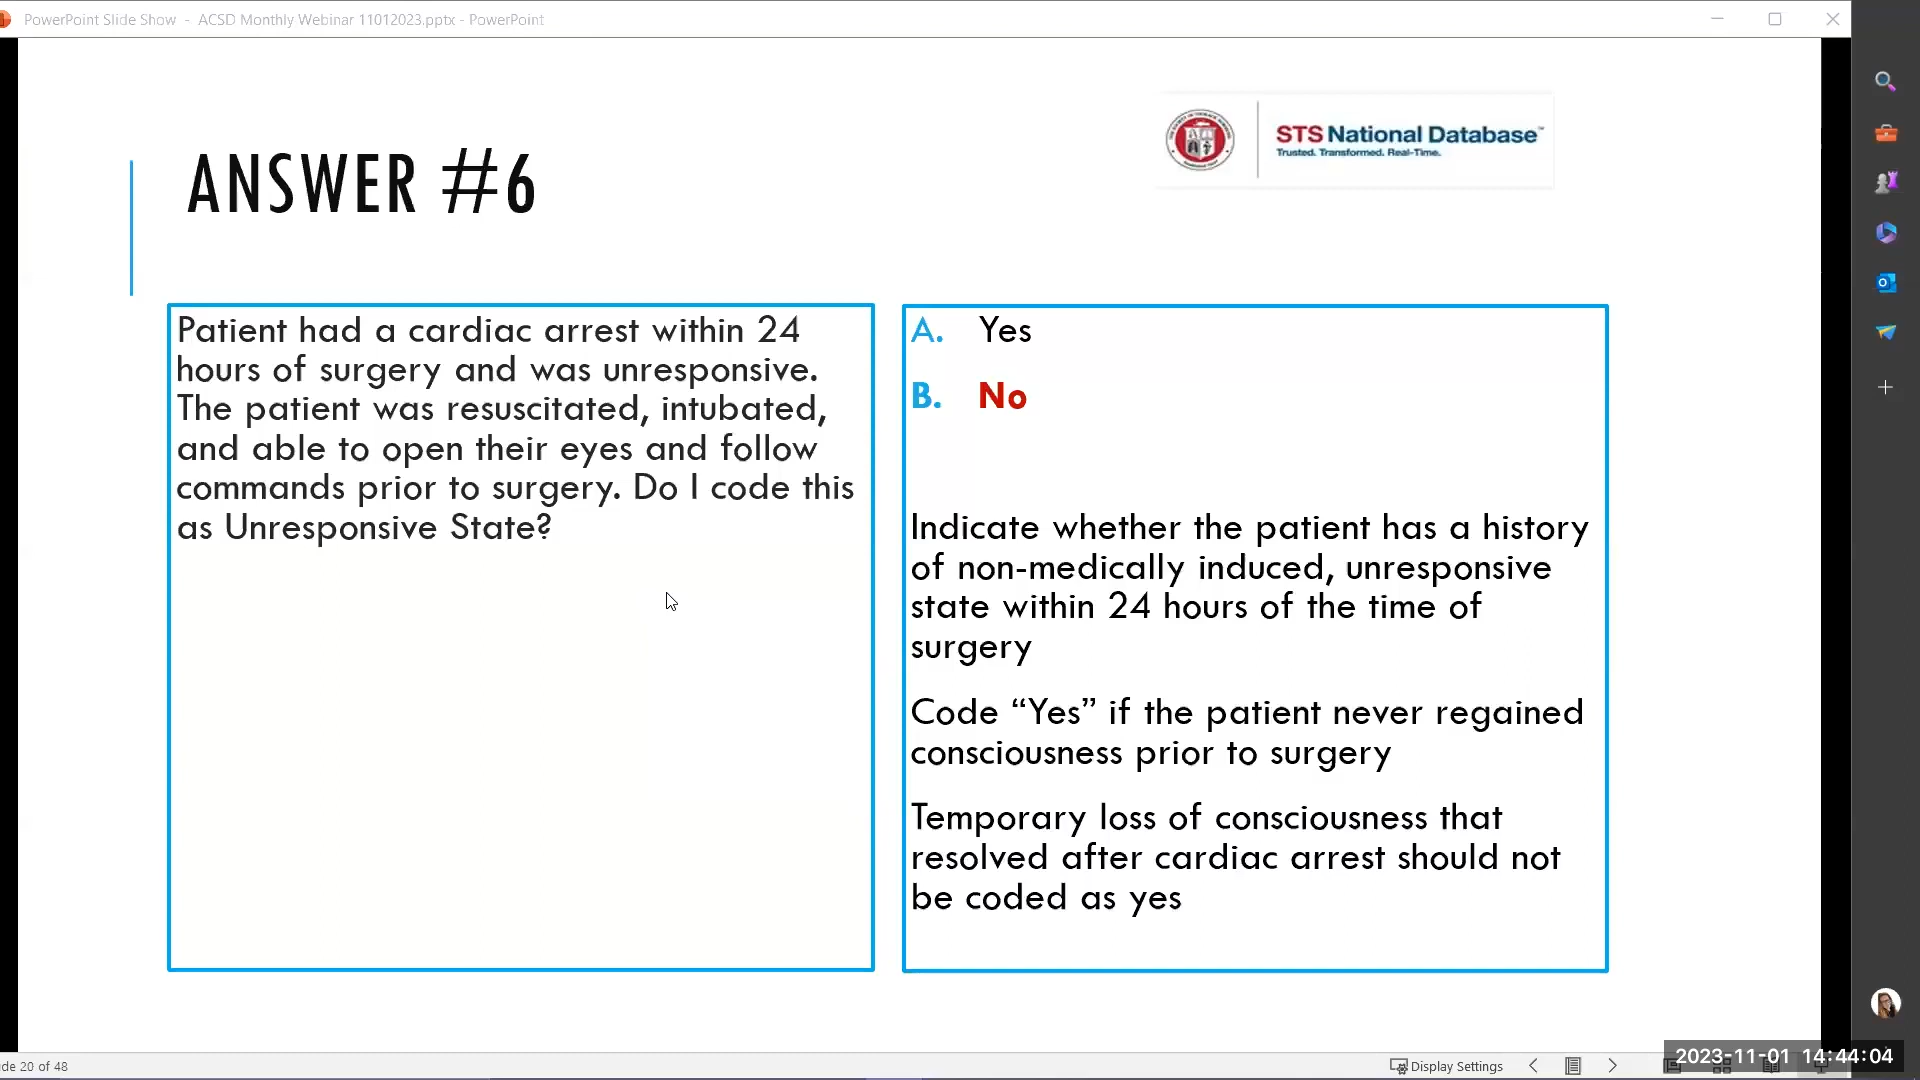 PowerPoint Slide Show - ACSD Monthly Webinar 11012023.pptx - PowerPoint
STS National Database™
Trusted. Transformed. Real-Time.
ANSWER #6
Patient had a cardiac arrest within 24
hours of surgery and was unresponsive.
The patient was resuscitated, intubated,
and able to open their eyes and follow
commands prior to surgery. Do I code this
as Unresponsive State?
A. Yes
B. No
Indicate whether the patient has a history
of non-medically induced, unresponsive
state within 24 hours of the time of
surgery
Code “Yes” if the patient never regained
consciousness prior to surgery
Temporary loss of consciousness that
resolved after cardiac arrest should not
be coded as yes
de 20 of 48
Display Settings
2023-11-01 14:44:04